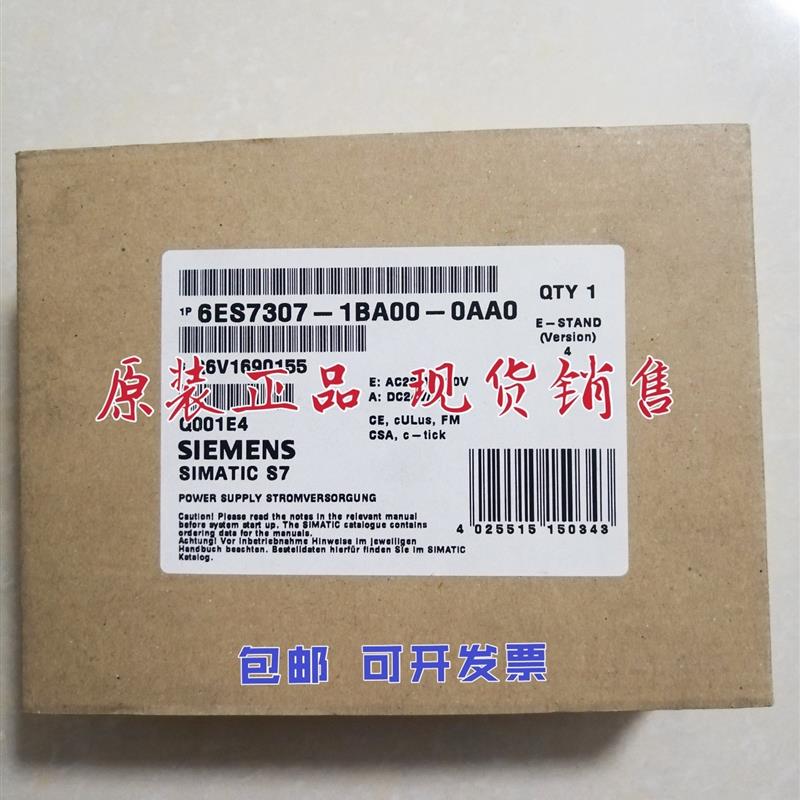 1P 6ES7307-1BA00-0AA0
QTY 1
E-STAND
(Version)
4
6V1690155
原装正品 现货销售
Q001E4
CE, cULus, FM
CSA, c-tick
SIEMENS
SIMATIC S7
POWER SUPPLY STROMVERSORGUNG
Caution! Please read the notes in the relevant manual
before system start up. The SIMATIC catalogue contains
ordering data for the manuals.
Achtung! Vor Inbetriebnahme Hinweise im jeweiligen
Handbuch beachten. Bestelldaten hierfür finden Sie im SIMATIC
Katalog.
4 025515 150343
包邮 可开发票